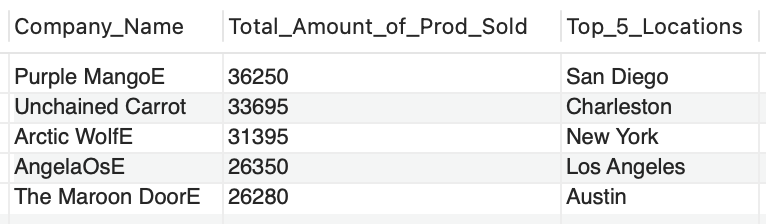 Company_Name Total_Amount_of_Prod_Sold Top_5_Locations
Purple MangoE 36250 San Diego
Unchained Carrot 33695 Charleston
Arctic WolfE 31395 New York
AngelaOsE 26350 Los Angeles
The Maroon DoorE 26280 Austin